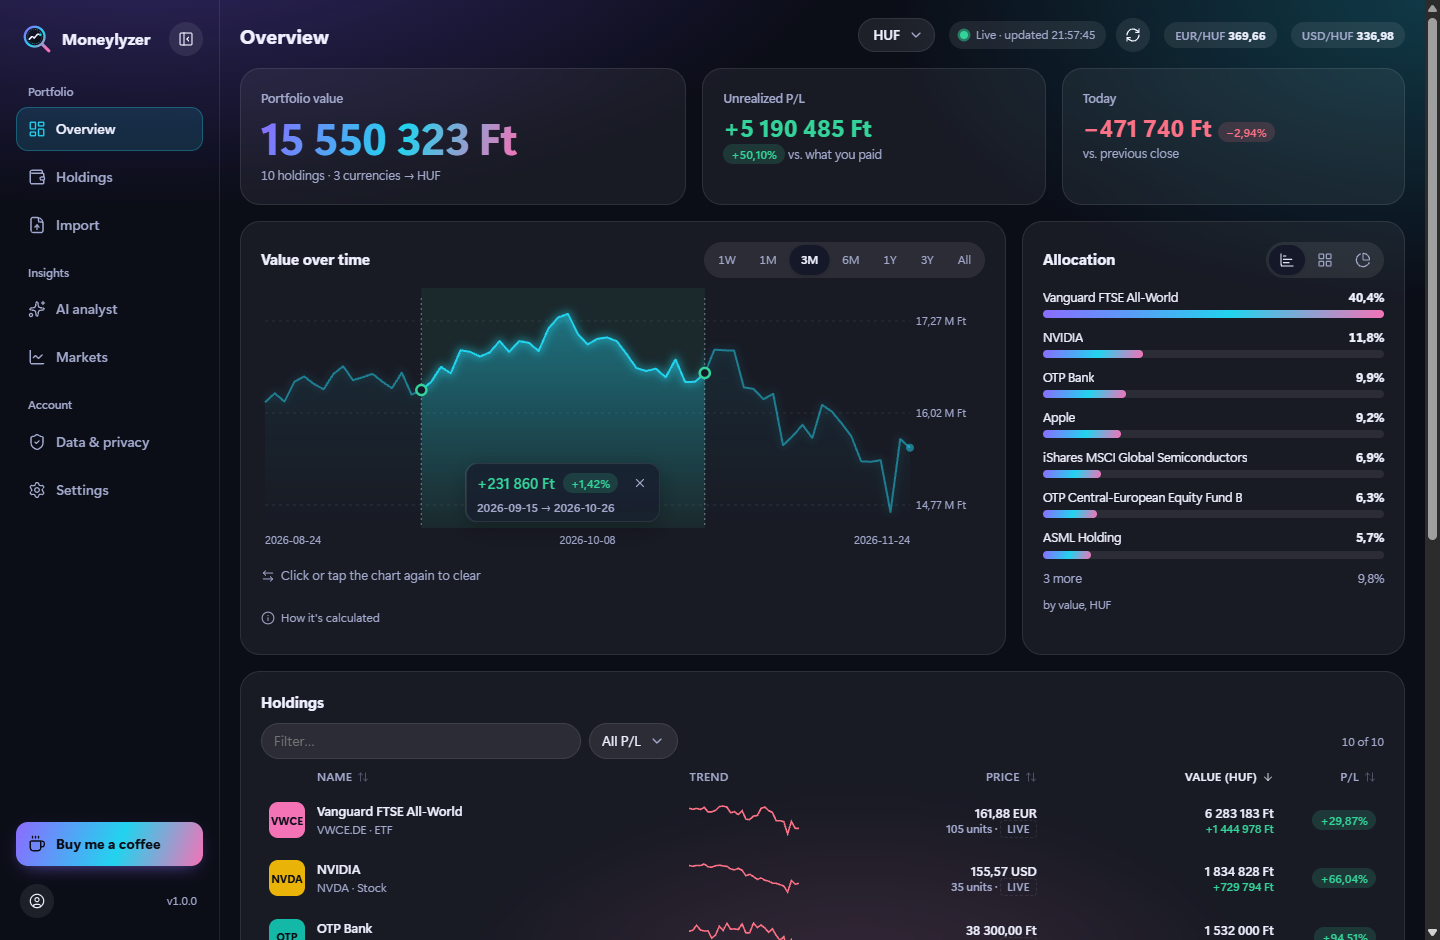 Moneylyzer
Portfolio
Overview
Holdings
Import
Insights
AI analyst
Markets
Account
Data & privacy
Settings
Buy me a coffee
v1.0.0
Overview
HUF
Live · updated 21:57:45
EUR/HUF 369,66
USD/HUF 336,98
Portfolio value
15 550 323 Ft
10 holdings · 3 currencies → HUF
Unrealized P/L
+5 190 485 Ft
+50,10% vs. what you paid
Today
−471 740 Ft −2,94%
vs. previous close
Value over time
1W 1M 3M 6M 1Y 3Y All
17,27 M Ft
16,02 M Ft
14,77 M Ft
+231 860 Ft +1,42%
2026-09-15 → 2026-10-26
2026-08-24 2026-10-08 2026-11-24
Click or tap the chart again to clear
How it's calculated
Allocation
Vanguard FTSE All-World 40,4%
NVIDIA 11,8%
OTP Bank 9,9%
Apple 9,2%
iShares MSCI Global Semiconductors 6,9%
OTP Central-European Equity Fund B 6,3%
ASML Holding 5,7%
3 more 9,8%
by value, HUF
Holdings
Filter...
All P/L
10 of 10
NAME TREND PRICE VALUE (HUF) P/L
VWCE Vanguard FTSE All-World 161,88 EUR 6 283 183 Ft +29,87%
VWCE.DE · ETF 105 units · LIVE +1 444 978 Ft
NVDA NVIDIA 155,57 USD 1 834 828 Ft +66,04%
NVDA · Stock 35 units · LIVE +729 794 Ft
OTP OTP Bank 38 300,00 Ft 1 532 000 Ft +94,51%